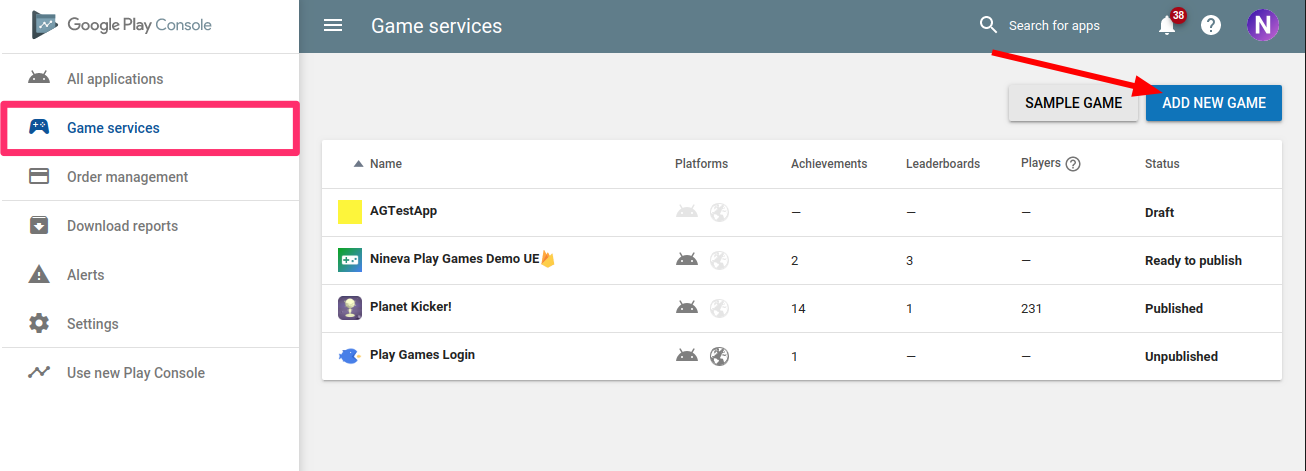 Google Play Console
Game services
Search for apps
38
N
All applications
Game services
Order management
Download reports
Alerts
Settings
Use new Play Console
SAMPLE GAME
ADD NEW GAME
Name Platforms Achievements Leaderboards Players ? Status
AGTestApp — — — Draft
Nineva Play Games Demo UE 2 3 — Ready to publish
Planet Kicker! 14 1 231 Published
Play Games Login 1 — — Unpublished